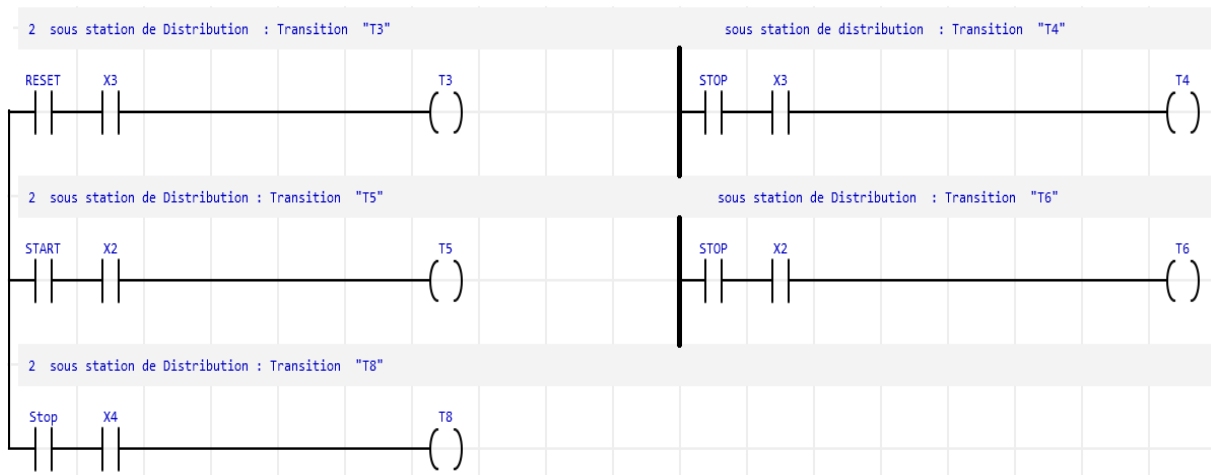 2 sous station de Distribution : Transition "T3"
sous station de distribution : Transition "T4"
RESET X3 T3
STOP X3 T4
2 sous station de Distribution : Transition "T5"
sous station de Distribution : Transition "T6"
START X2 T5
STOP X2 T6
2 sous station de Distribution : Transition "T8"
Stop X4 T8